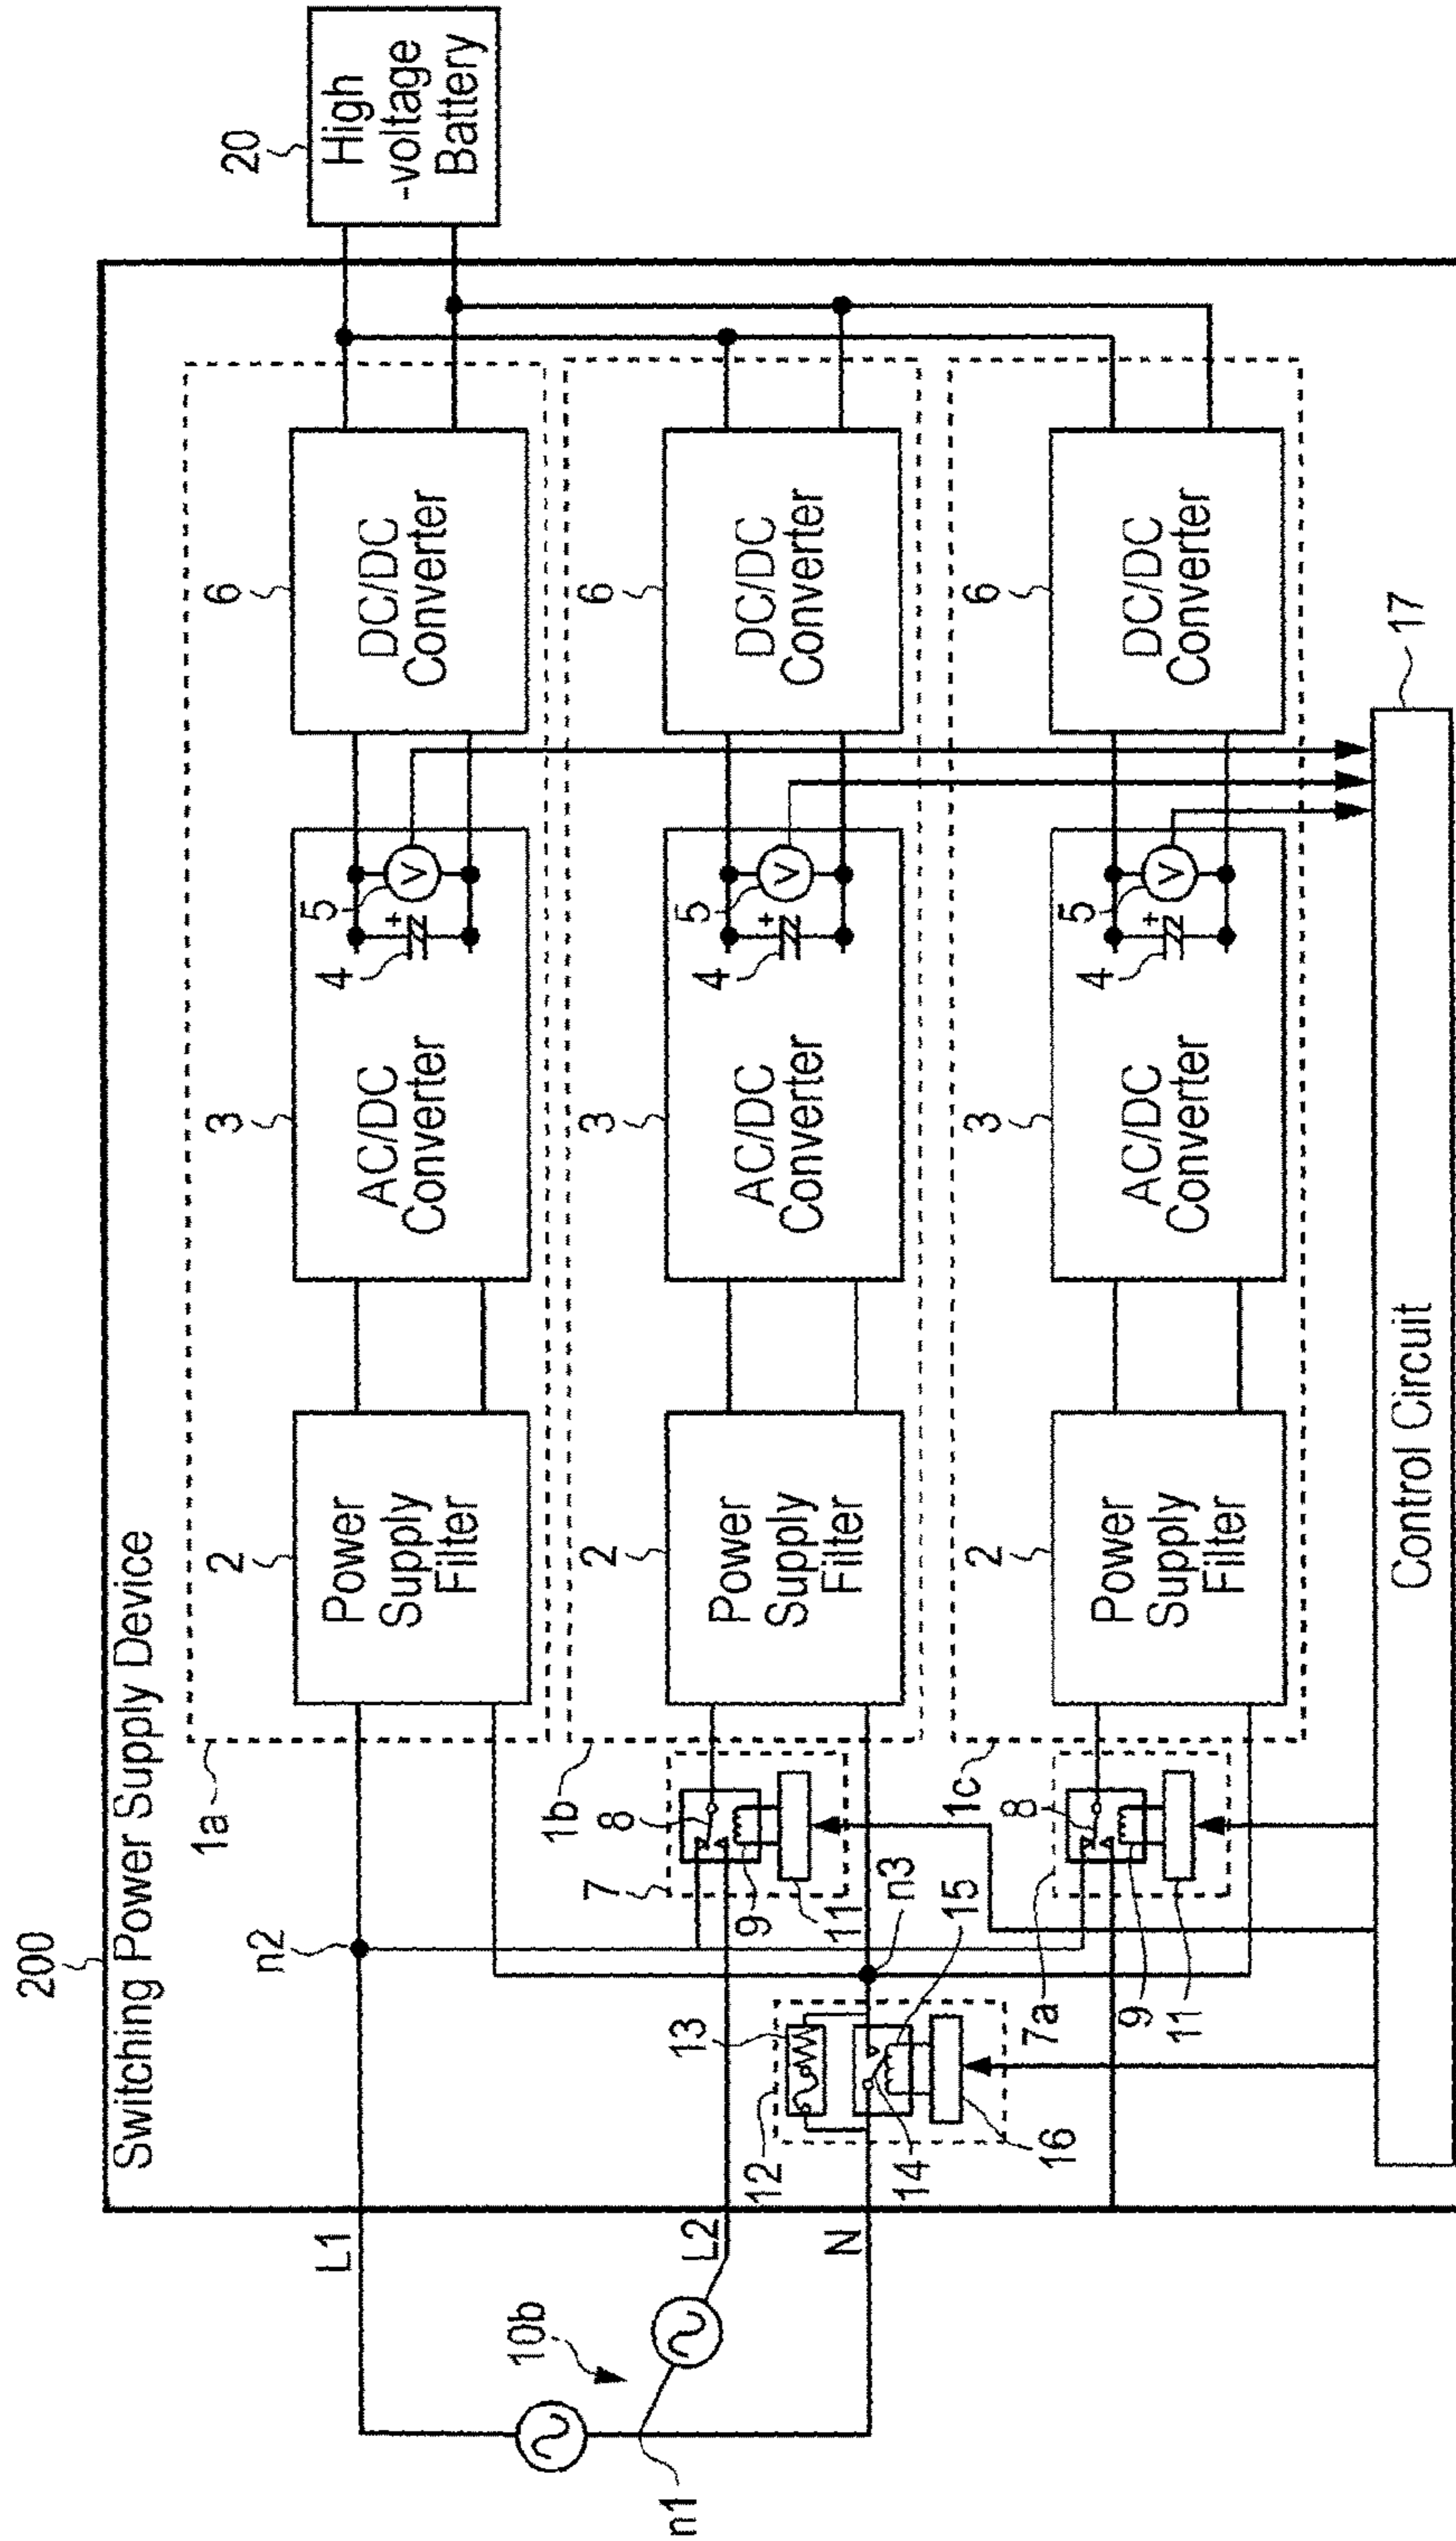 200
Switching Power Supply Device
20
High
-voltage
Battery
1a
2
Power
Supply
Filter
3
AC/DC
Converter
4
+
5
V
6
DC/DC
Converter
n2
L1
10b
n1
L2
N
1b
7
8
9
11
2
Power
Supply
Filter
3
AC/DC
Converter
4
+
5
V
6
DC/DC
Converter
n3
12
13
14
15
16
1c
7a
8
9
11
2
Power
Supply
Filter
3
AC/DC
Converter
4
+
5
V
6
DC/DC
Converter
Control Circuit
17